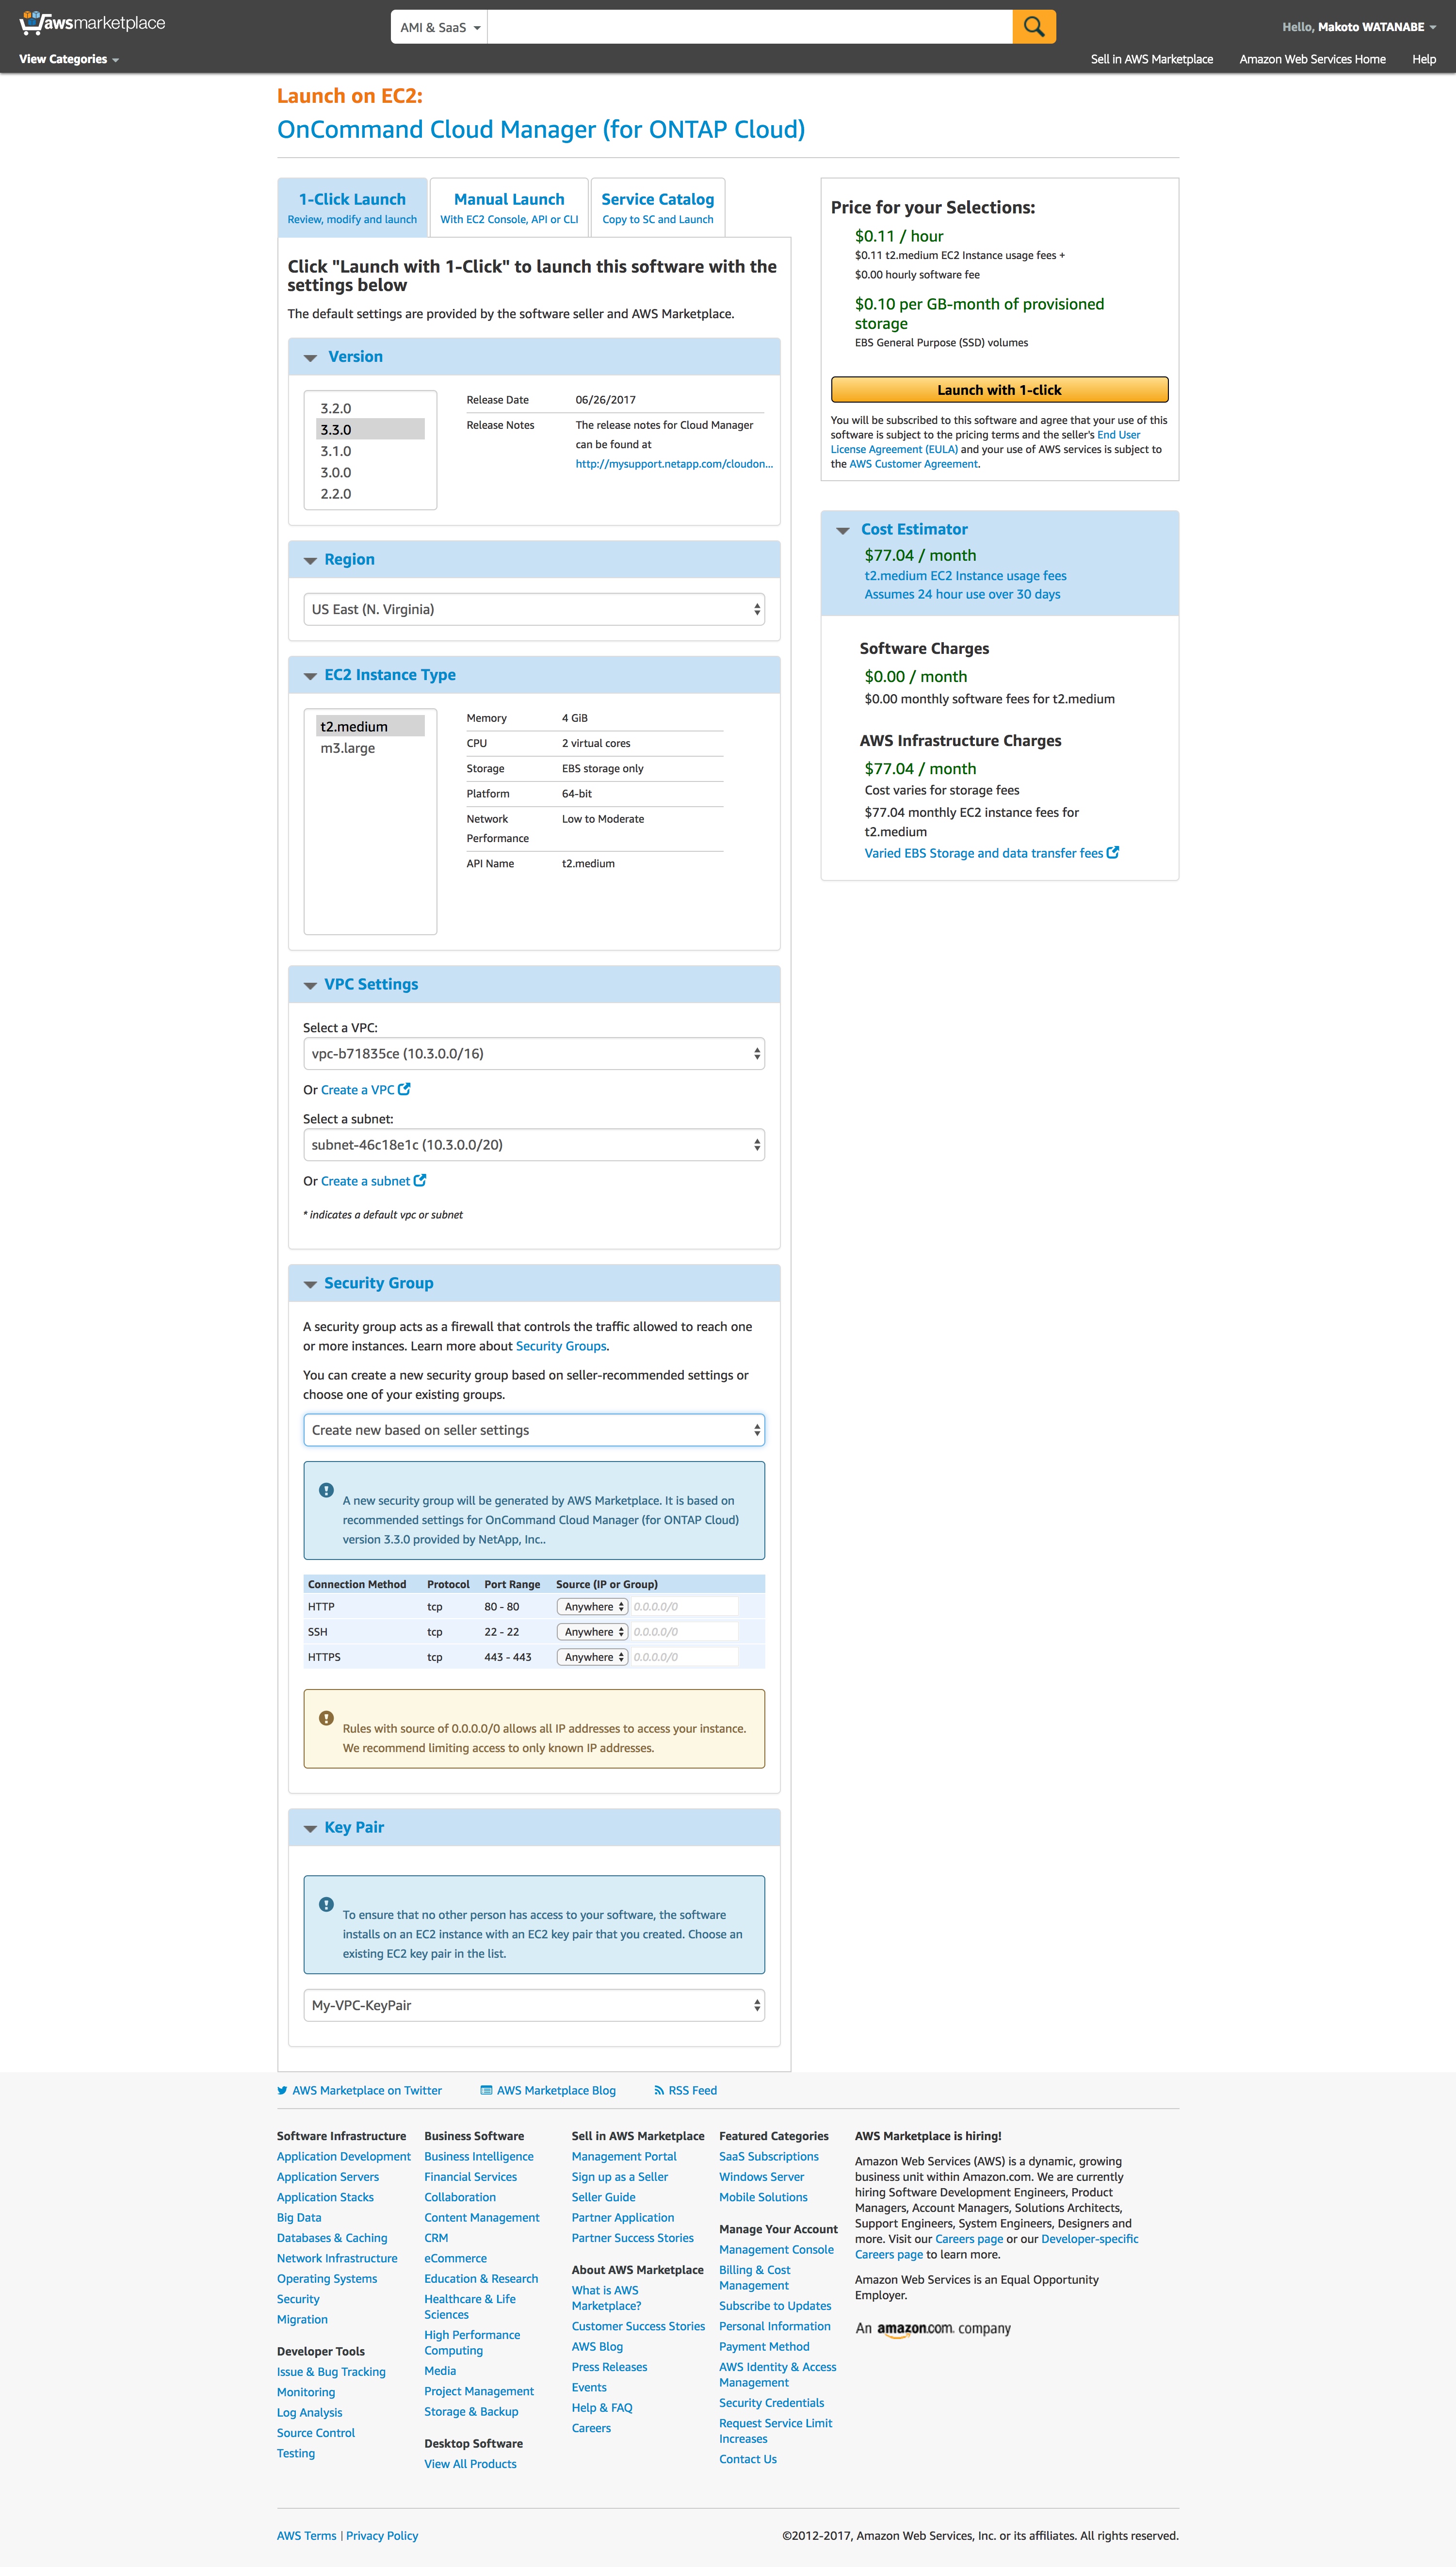 awsmarketplace
AMI & SaaS
Hello, Makoto WATANABE
View Categories
Sell in AWS Marketplace
Amazon Web Services Home
Help
Launch on EC2:
OnCommand Cloud Manager (for ONTAP Cloud)
1-Click Launch
Review, modify and launch
Manual Launch
With EC2 Console, API or CLI
Service Catalog
Copy to SC and Launch
Click "Launch with 1-Click" to launch this software with the
settings below
The default settings are provided by the software seller and AWS Marketplace.
Version
3.2.0
3.3.0
3.1.0
3.0.0
2.2.0
Release Date 06/26/2017
Release Notes The release notes for Cloud Manager
can be found at
http://mysupport.netapp.com/cloudon...
Region
US East (N. Virginia)
EC2 Instance Type
t2.medium
m3.large
Memory 4 GiB
CPU 2 virtual cores
Storage EBS storage only
Platform 64-bit
Network Low to Moderate
Performance
API Name t2.medium
VPC Settings
Select a VPC:
vpc-b71835ce (10.3.0.0/16)
Or Create a VPC
Select a subnet:
subnet-46c18e1c (10.3.0.0/20)
Or Create a subnet
* indicates a default vpc or subnet
Security Group
A security group acts as a firewall that controls the traffic allowed to reach one
or more instances. Learn more about Security Groups.
You can create a new security group based on seller-recommended settings or
choose one of your existing groups.
Create new based on seller settings
A new security group will be generated by AWS Marketplace. It is based on
recommended settings for OnCommand Cloud Manager (for ONTAP Cloud)
version 3.3.0 provided by NetApp, Inc..
Connection Method Protocol Port Range Source (IP or Group)
HTTP tcp 80 - 80 Anywhere 0.0.0.0/0
SSH tcp 22 - 22 Anywhere 0.0.0.0/0
HTTPS tcp 443 - 443 Anywhere 0.0.0.0/0
Rules with source of 0.0.0.0/0 allows all IP addresses to access your instance.
We recommend limiting access to only known IP addresses.
Key Pair
To ensure that no other person has access to your software, the software
installs on an EC2 instance with an EC2 key pair that you created. Choose an
existing EC2 key pair in the list.
My-VPC-KeyPair
Price for your Selections:
$0.11 / hour
$0.11 t2.medium EC2 Instance usage fees +
$0.00 hourly software fee
$0.10 per GB-month of provisioned
storage
EBS General Purpose (SSD) volumes
Launch with 1-click
You will be subscribed to this software and agree that your use of this
software is subject to the pricing terms and the seller's End User
License Agreement (EULA) and your use of AWS services is subject to
the AWS Customer Agreement.
Cost Estimator
$77.04 / month
t2.medium EC2 Instance usage fees
Assumes 24 hour use over 30 days
Software Charges
$0.00 / month
$0.00 monthly software fees for t2.medium
AWS Infrastructure Charges
$77.04 / month
Cost varies for storage fees
$77.04 monthly EC2 instance fees for
t2.medium
Varied EBS Storage and data transfer fees
AWS Marketplace on Twitter
AWS Marketplace Blog
RSS Feed
Software Infrastructure
Application Development
Application Servers
Application Stacks
Big Data
Databases & Caching
Network Infrastructure
Operating Systems
Security
Migration
Developer Tools
Issue & Bug Tracking
Monitoring
Log Analysis
Source Control
Testing
Business Software
Business Intelligence
Financial Services
Collaboration
Content Management
CRM
eCommerce
Education & Research
Healthcare & Life
Sciences
High Performance
Computing
Media
Project Management
Storage & Backup
Desktop Software
View All Products
Sell in AWS Marketplace
Management Portal
Sign up as a Seller
Seller Guide
Partner Application
Partner Success Stories
About AWS Marketplace
What is AWS
Marketplace?
Customer Success Stories
AWS Blog
Press Releases
Events
Help & FAQ
Careers
Featured Categories
SaaS Subscriptions
Windows Server
Mobile Solutions
Manage Your Account
Management Console
Billing & Cost
Management
Subscribe to Updates
Personal Information
Payment Method
AWS Identity & Access
Management
Security Credentials
Request Service Limit
Increases
Contact Us
AWS Marketplace is hiring!
Amazon Web Services (AWS) is a dynamic, growing
business unit within Amazon.com. We are currently
hiring Software Development Engineers, Product
Managers, Account Managers, Solutions Architects,
Support Engineers, System Engineers, Designers and
more. Visit our Careers page or our Developer-specific
Careers page to learn more.
Amazon Web Services is an Equal Opportunity
Employer.
An amazon.com. company
AWS Terms | Privacy Policy
©2012-2017, Amazon Web Services, Inc. or its affiliates. All rights reserved.